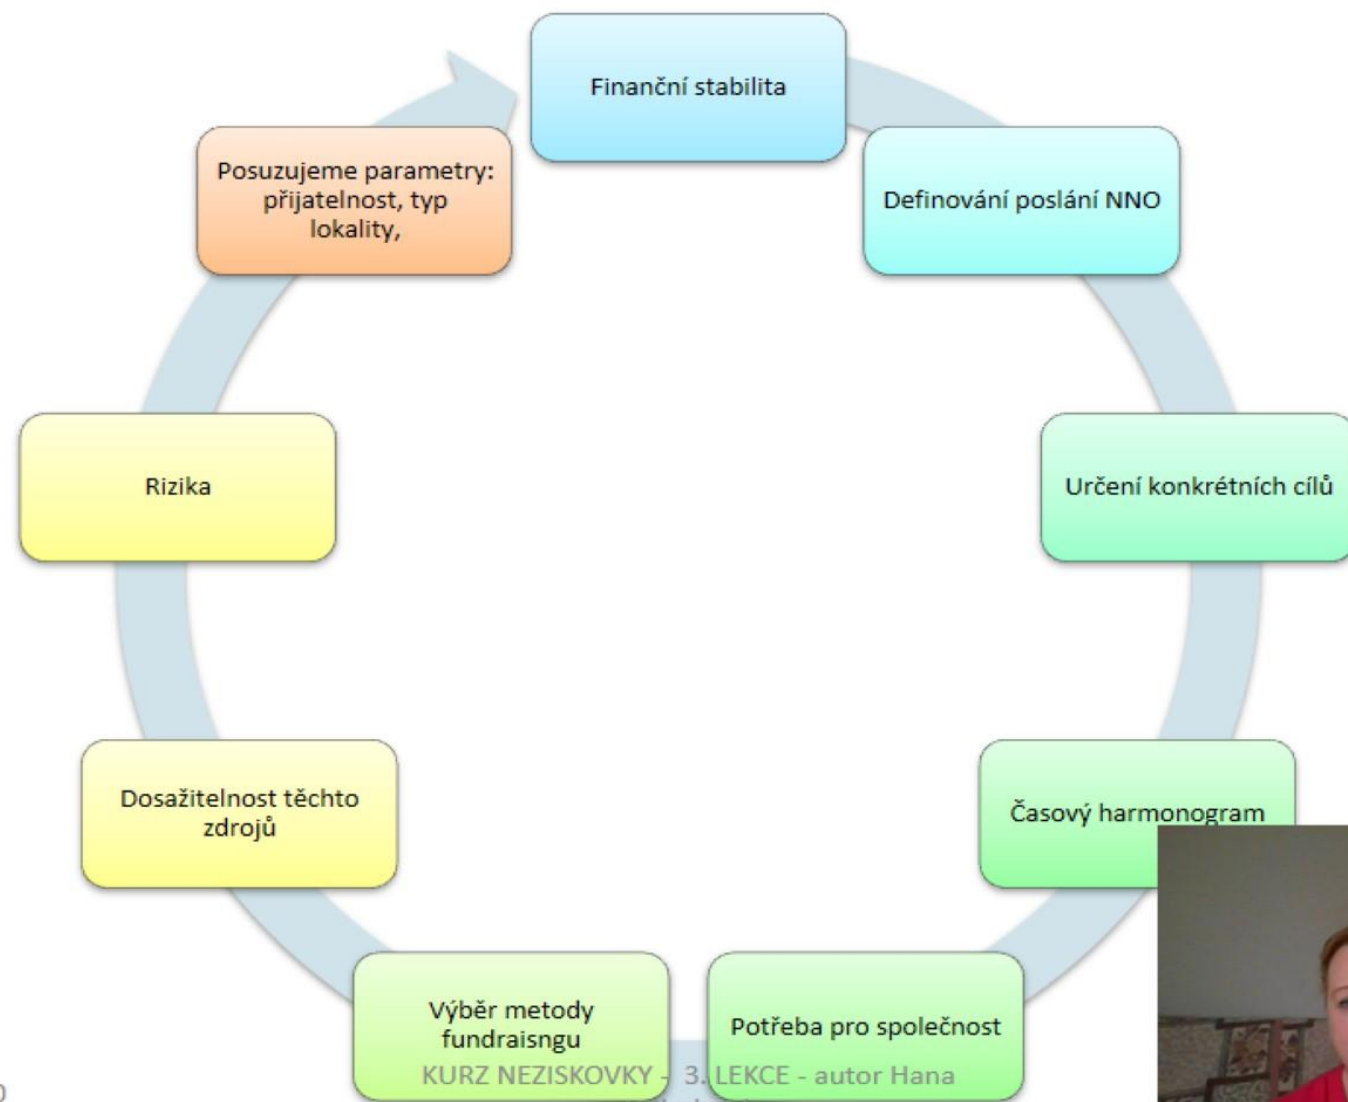 Finanční stabilita
Definování poslání NNO
Určení konkrétních cílů
Časový harmonogram
Potřeba pro společnost
Výběr metody
fundraisngu
Dosažitelnost těchto
zdrojů
Rizika
Posuzujeme parametry:
přijatelnost, typ
lokality,
KURZ NEZISKOVKY - 3. LEKCE - autor Hana